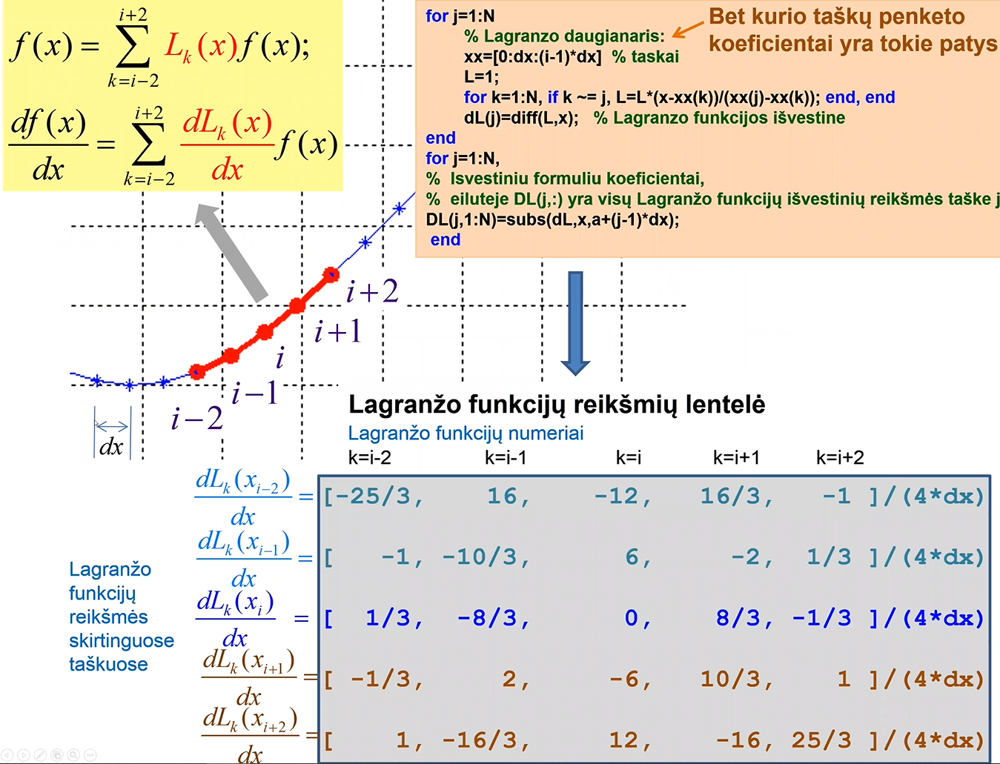 f(x) = \sum_{k=i-2}^{i+2} L_k(x) f(x);
\frac{df(x)}{dx} = \sum_{k=i-2}^{i+2} \frac{dL_k(x)}{dx} f(x)
for j=1:N
% Lagranzo daugianaris:
xx=[0:dx:(i-1)*dx] % taskai
L=1;
for k=1:N, if k ~= j, L=L*(x-xx(k))/(xx(j)-xx(k)); end, end
dL(j)=diff(L,x); % Lagranzo funkcijos išvestine
end
for j=1:N,
% Isvestiniu formuliu koeficientai,
% eiluteje DL(j,:) yra visų Lagranžo funkcijų išvestinių reikšmės taške j
DL(j,1:N)=subs(dL,x,a+(j-1)*dx);
end
Bet kurio taškų penketo
koeficientai yra tokie patys
i+2
i+1
i
i−1
i−2
dx
Lagranžo funkcijų reikšmių lentelė
Lagranžo funkcijų numeriai
k=i-2 k=i-1 k=i k=i+1 k=i+2
\frac{dL_k(x_{i-2})}{dx} = [-25/3, 16, -12, 16/3, -1 ]/(4*dx)
\frac{dL_k(x_{i-1})}{dx} = [ -1, -10/3, 6, -2, 1/3 ]/(4*dx)
\frac{dL_k(x_i)}{dx} = [ 1/3, -8/3, 0, 8/3, -1/3 ]/(4*dx)
\frac{dL_k(x_{i+1})}{dx} = [ -1/3, 2, -6, 10/3, 1 ]/(4*dx)
\frac{dL_k(x_{i+2})}{dx} = [ 1, -16/3, 12, -16, 25/3 ]/(4*dx)
Lagranžo
funkcijų
reikšmės
skirtinguose
taškuose